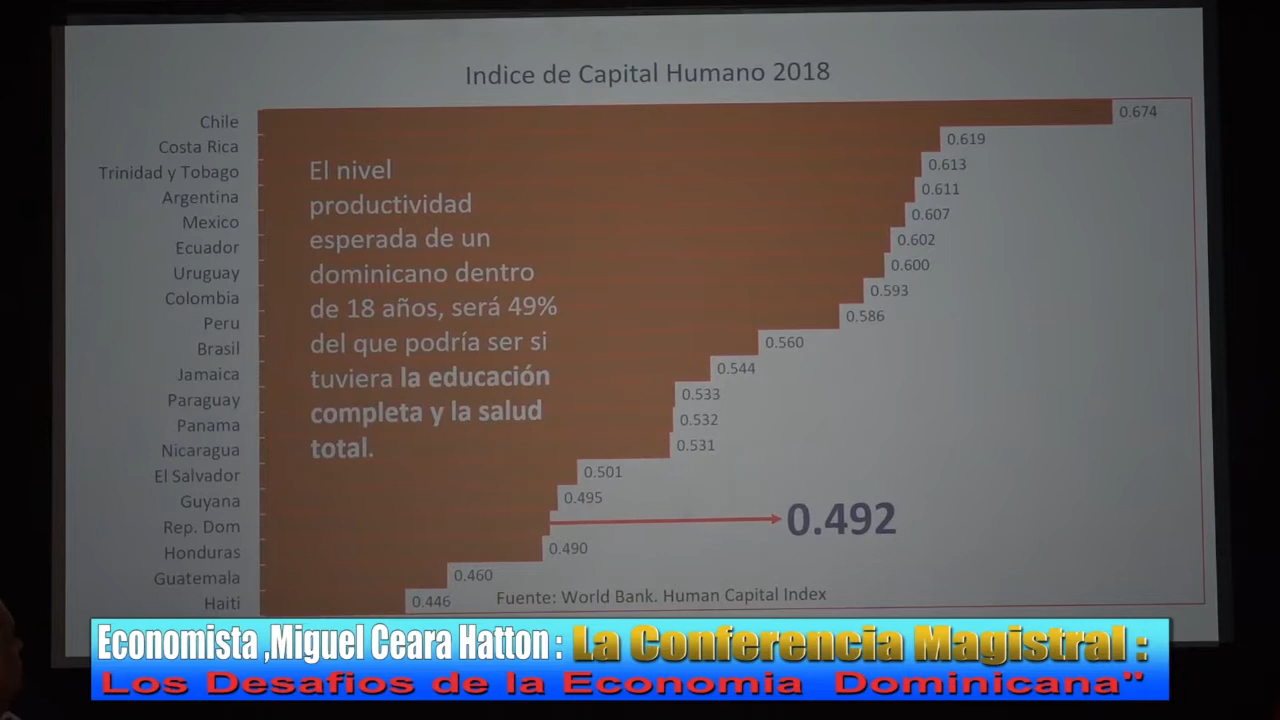 Indice de Capital Humano 2018
Chile 0.674
Costa Rica 0.619
Trinidad y Tobago 0.613
Argentina 0.611
Mexico 0.607
Ecuador 0.602
Uruguay 0.600
Colombia 0.593
Peru 0.586
Brasil 0.560
Jamaica 0.544
Paraguay 0.533
Panama 0.532
Nicaragua 0.531
El Salvador 0.501
Guyana 0.495
Rep. Dom 0.492
Honduras 0.490
Guatemala 0.460
Haiti 0.446
El nivel
productividad
esperada de un
dominicano dentro
de 18 años, será 49%
del que podría ser si
tuviera la educación
completa y la salud
total.
Fuente: World Bank. Human Capital Index
Economista ,Miguel Ceara Hatton : La Conferencia Magistral :
Los Desafios de la Economia Dominicana"